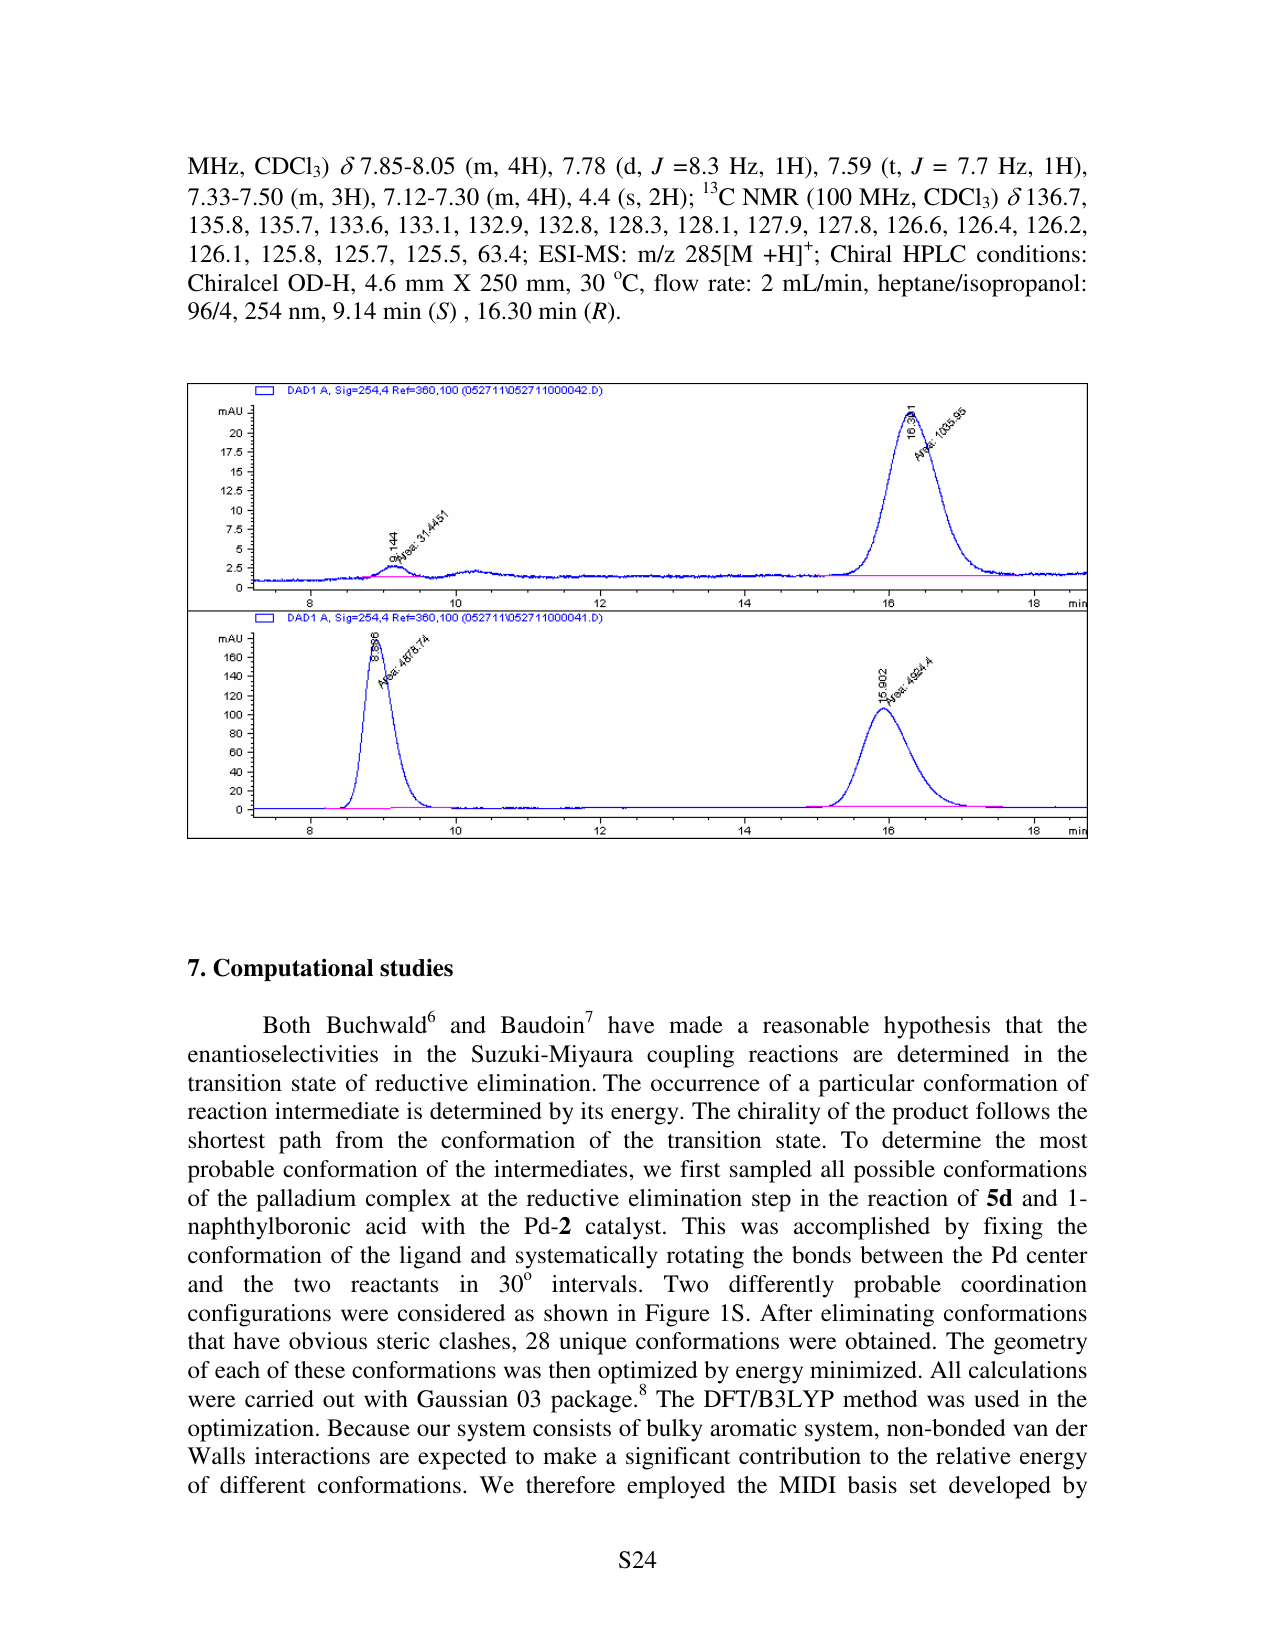 MHz, CDCl3) δ 7.85-8.05 (m, 4H), 7.78 (d, J =8.3 Hz, 1H), 7.59 (t, J = 7.7 Hz, 1H),
7.33-7.50 (m, 3H), 7.12-7.30 (m, 4H), 4.4 (s, 2H); 13C NMR (100 MHz, CDCl3) δ 136.7,
135.8, 135.7, 133.6, 133.1, 132.9, 132.8, 128.3, 128.1, 127.9, 127.8, 126.6, 126.4, 126.2,
126.1, 125.8, 125.7, 125.5, 63.4; ESI-MS: m/z 285[M +H]+; Chiral HPLC conditions:
Chiralcel OD-H, 4.6 mm X 250 mm, 30 oC, flow rate: 2 mL/min, heptane/isopropanol:
96/4, 254 nm, 9.14 min (S) , 16.30 min (R).
DAD1 A, Sig=254,4 Ref=360,100 (052711\052711000042.D)
mAU
20
17.5
15
12.5
10
7.5
5
2.5
0
9.144
Area: 31.4451
16.301
Area: 1035.95
8 10 12 14 16 18 min
DAD1 A, Sig=254,4 Ref=360,100 (052711\052711000041.D)
mAU
160
140
120
100
80
60
40
20
0
Area: 4878.74
15.902
Area: 4924.4
8 10 12 14 16 18 min
7. Computational studies
Both Buchwald6 and Baudoin7 have made a reasonable hypothesis that the
enantioselectivities in the Suzuki-Miyaura coupling reactions are determined in the
transition state of reductive elimination. The occurrence of a particular conformation of
reaction intermediate is determined by its energy. The chirality of the product follows the
shortest path from the conformation of the transition state. To determine the most
probable conformation of the intermediates, we first sampled all possible conformations
of the palladium complex at the reductive elimination step in the reaction of 5d and 1-
naphthylboronic acid with the Pd-2 catalyst. This was accomplished by fixing the
conformation of the ligand and systematically rotating the bonds between the Pd center
and the two reactants in 30o intervals. Two differently probable coordination
configurations were considered as shown in Figure 1S. After eliminating conformations
that have obvious steric clashes, 28 unique conformations were obtained. The geometry
of each of these conformations was then optimized by energy minimized. All calculations
were carried out with Gaussian 03 package.8 The DFT/B3LYP method was used in the
optimization. Because our system consists of bulky aromatic system, non-bonded van der
Walls interactions are expected to make a significant contribution to the relative energy
of different conformations. We therefore employed the MIDI basis set developed by
S24